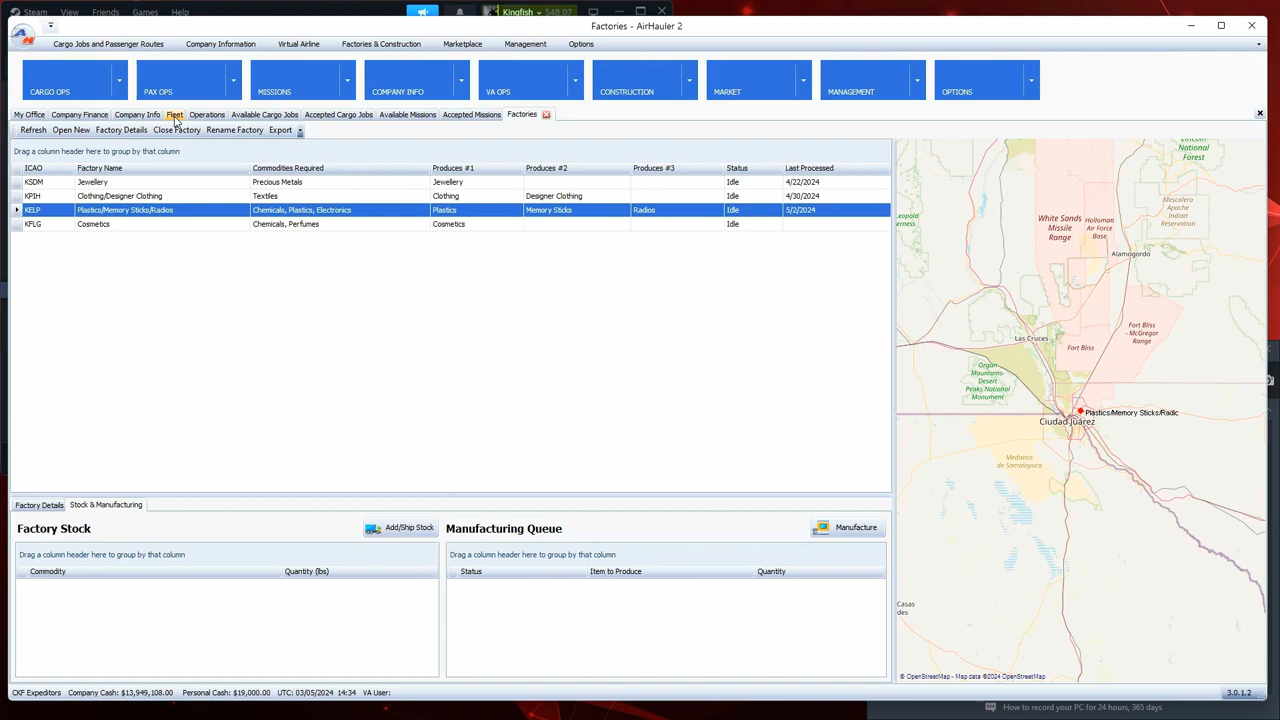 Steam View Friends Games Help
Kingfish $48.07
Factories - AirHauler 2
Cargo Jobs and Passenger Routes Company Information Virtual Airline Factories & Construction Marketplace Management Options
CARGO OPS PAX OPS MISSIONS COMPANY INFO VA OPS CONSTRUCTION MARKET MANAGEMENT OPTIONS
My Office Company Finance Company Info Fleet Operations Available Cargo Jobs Accepted Cargo Jobs Available Missions Accepted Missions Factories
Refresh Open New Factory Details Close Factory Rename Factory Export
Drag a column header here to group by that column
ICAO Factory Name Commodities Required Produces #1 Produces #2 Produces #3 Status Last Processed
KSDM Jewellery Precious Metals Jewellery Idle 4/22/2024
KPIH Clothing/Designer Clothing Textiles Clothing Designer Clothing Idle 4/30/2024
KELP Plastics/Memory Sticks/Radios Chemicals, Plastics, Electronics Plastics Memory Sticks Radios Idle 5/2/2024
KFLG Cosmetics Chemicals, Perfumes Cosmetics Idle
Lincoln
National
Forest
Mescalero
Apache
Indian
Reservation
leopold
derness
White Sands
Missile
Range
Holloman
Air Force
Base
Alamogordo
Las Cruces
Fort Bliss
Fort Bliss
- McGregor
Range
Organ
Mountains-
Desert
Peaks National
Monument
Plastics/Memory Sticks/Radic
Ciudad Juárez
Medanos
de Samalayuca
Casas
des
© OpenStreetMap - Map data ©2024 OpenStreetMap
Factory Details Stock & Manufacturing
Factory Stock Add/Ship Stock Manufacturing Queue Manufacture
Drag a column header here to group by that column Drag a column header here to group by that column
Commodity Quantity (lbs) Status Item to Produce Quantity
CKF Expeditors Company Cash: $13,949,108.00 Personal Cash: $19,000.00 UTC: 03/05/2024 14:34 VA User: 3.0.1.2
How to record your PC for 24 hours, 365 days